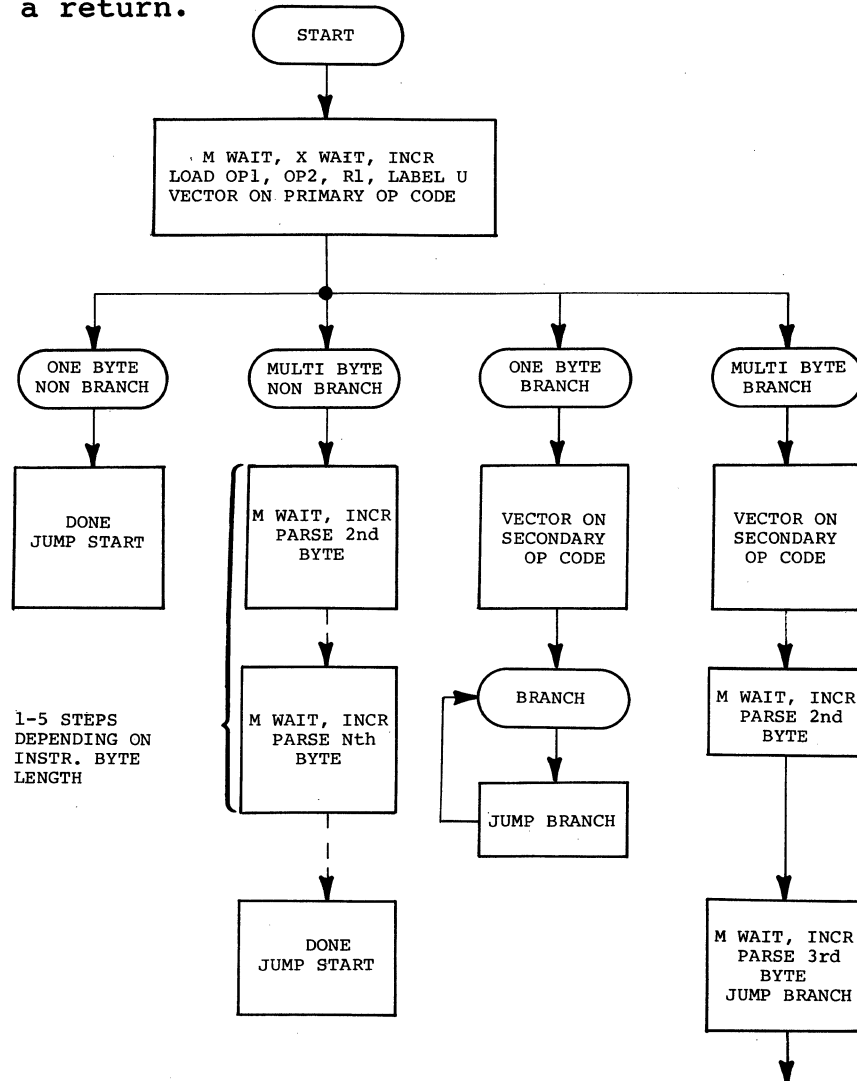 a return.
START
M WAIT, X WAIT, INCR
LOAD OP1, OP2, R1, LABEL U
VECTOR ON PRIMARY OP CODE
ONE BYTE
NON BRANCH
MULTI BYTE
NON BRANCH
ONE BYTE
BRANCH
MULTI BYTE
BRANCH
DONE
JUMP START
M WAIT, INCR
PARSE 2nd
BYTE
VECTOR ON
SECONDARY
OP CODE
VECTOR ON
SECONDARY
OP CODE
1-5 STEPS
DEPENDING ON
INSTR. BYTE
LENGTH
M WAIT, INCR
PARSE Nth
BYTE
BRANCH
M WAIT, INCR
PARSE 2nd
BYTE
JUMP BRANCH
DONE
JUMP START
M WAIT, INCR
PARSE 3rd
BYTE
JUMP BRANCH